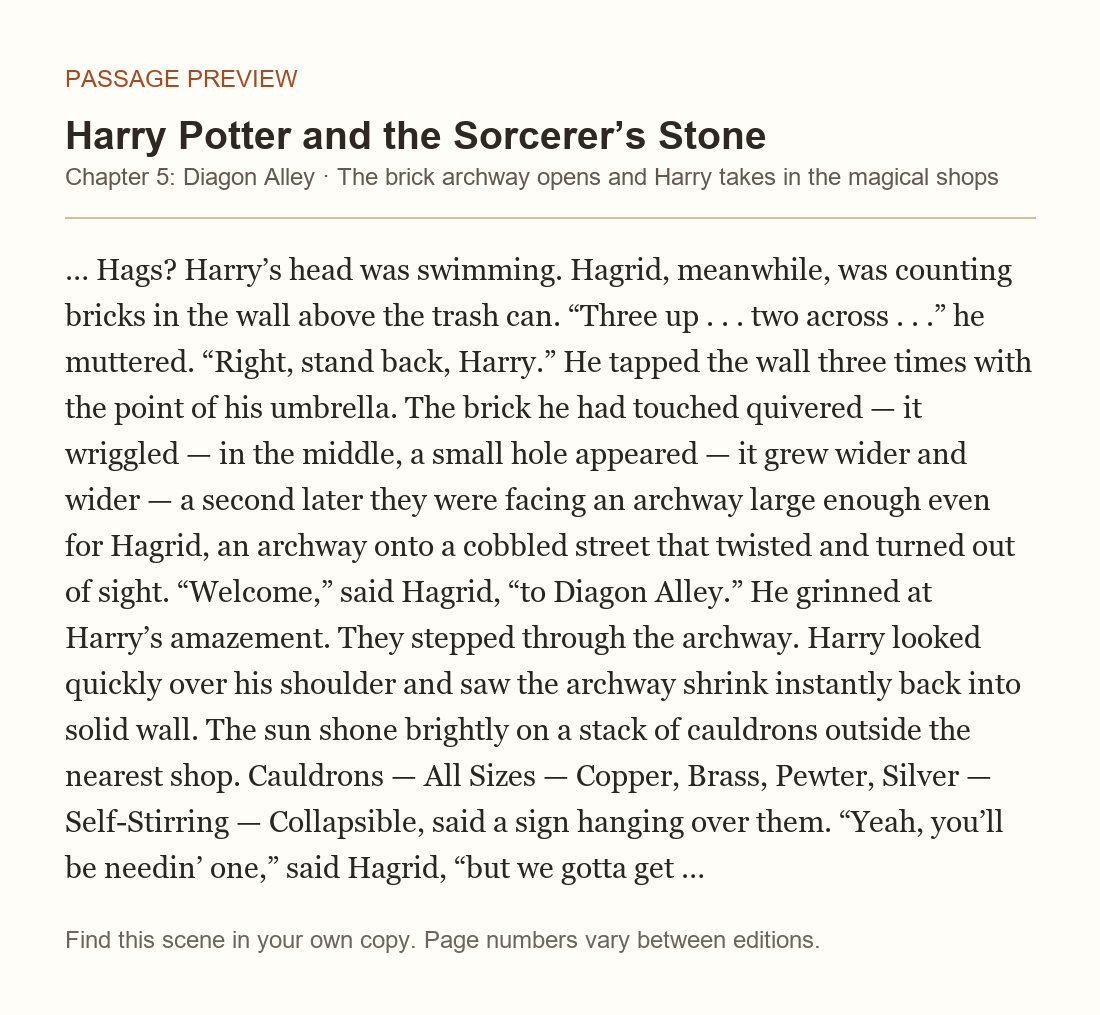 PASSAGE PREVIEW
Harry Potter and the Sorcerer’s Stone
Chapter 5: Diagon Alley · The brick archway opens and Harry takes in the magical shops
... Hags? Harry’s head was swimming. Hagrid, meanwhile, was counting
bricks in the wall above the trash can. “Three up . . . two across . . .” he
muttered. “Right, stand back, Harry.” He tapped the wall three times with
the point of his umbrella. The brick he had touched quivered — it
wriggled — in the middle, a small hole appeared — it grew wider and
wider — a second later they were facing an archway large enough even
for Hagrid, an archway onto a cobbled street that twisted and turned out
of sight. “Welcome,” said Hagrid, “to Diagon Alley.” He grinned at
Harry’s amazement. They stepped through the archway. Harry looked
quickly over his shoulder and saw the archway shrink instantly back into
solid wall. The sun shone brightly on a stack of cauldrons outside the
nearest shop. Cauldrons — All Sizes — Copper, Brass, Pewter, Silver —
Self-Stirring — Collapsible, said a sign hanging over them. “Yeah, you’ll
be needin’ one,” said Hagrid, “but we gotta get ...
Find this scene in your own copy. Page numbers vary between editions.